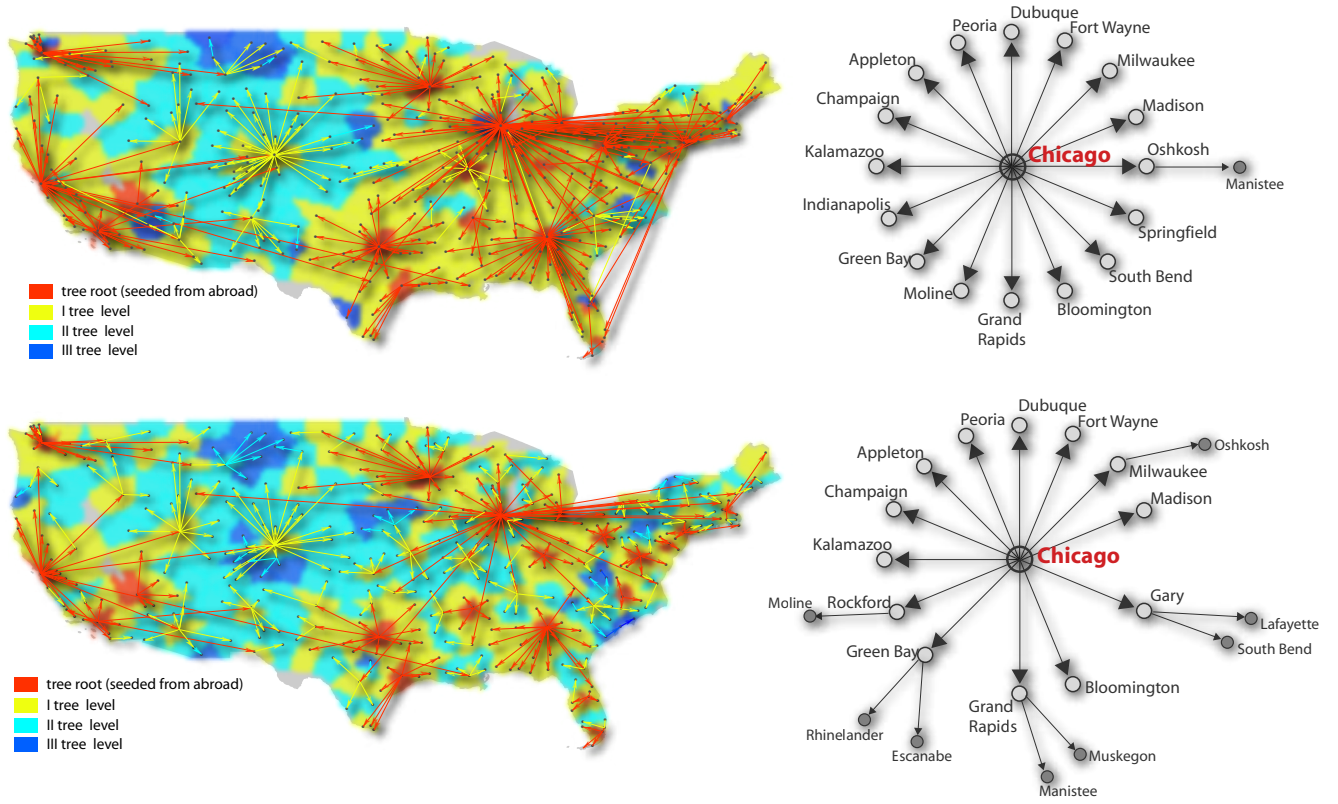 Dubuque
Peoria
Fort Wayne
Appleton
Milwaukee
Champaign
Madison
Kalamazoo
Chicago
Oshkosh
Manistee
Indianapolis
Springfield
Green Bay
South Bend
Moline
Grand
Rapids
Bloomington
tree root (seeded from abroad)
I tree level
II tree level
III tree level
Dubuque
Peoria
Fort Wayne
Oshkosh
Appleton
Milwaukee
Champaign
Madison
Kalamazoo
Chicago
Moline
Rockford
Gary
Lafayette
South Bend
Green Bay
Bloomington
Grand
Rapids
Rhinelander
Escanabe
Muskegon
Manistee
tree root (seeded from abroad)
I tree level
II tree level
III tree level